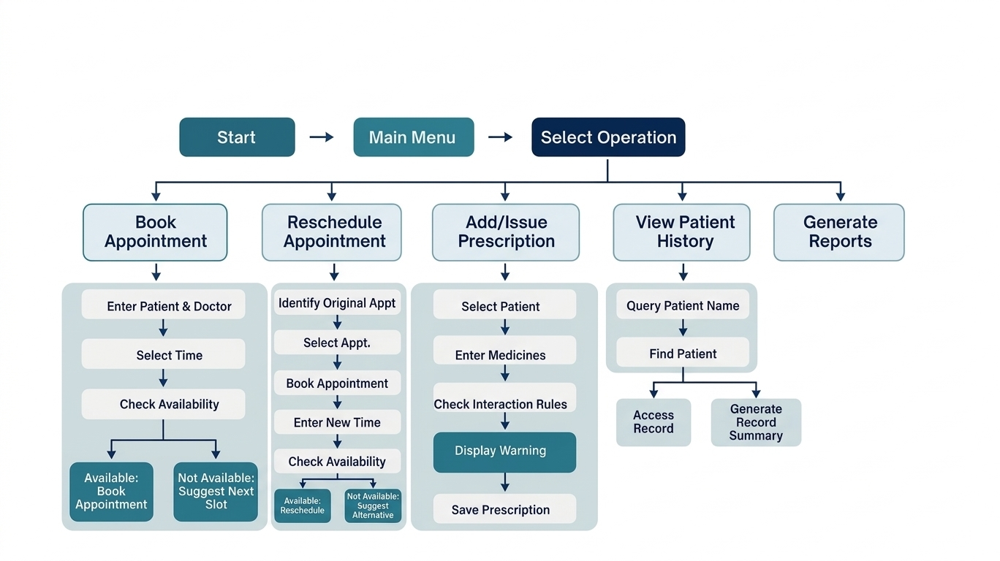 Start
Main Menu
Select Operation
Book
Appointment
Reschedule
Appointment
Add/Issue
Prescription
View Patient
History
Generate
Reports
Enter Patient & Doctor
Select Time
Check Availability
Available:
Book
Appointment
Not Available:
Suggest Next
Slot
Identify Original Appt
Select Appt.
Book Appointment
Enter New Time
Check Availability
Available:
Reschedule
Not Available:
Suggest
Alternative
Select Patient
Enter Medicines
Check Interaction Rules
Display Warning
Save Prescription
Query Patient Name
Find Patient
Access
Record
Generate
Record
Summary